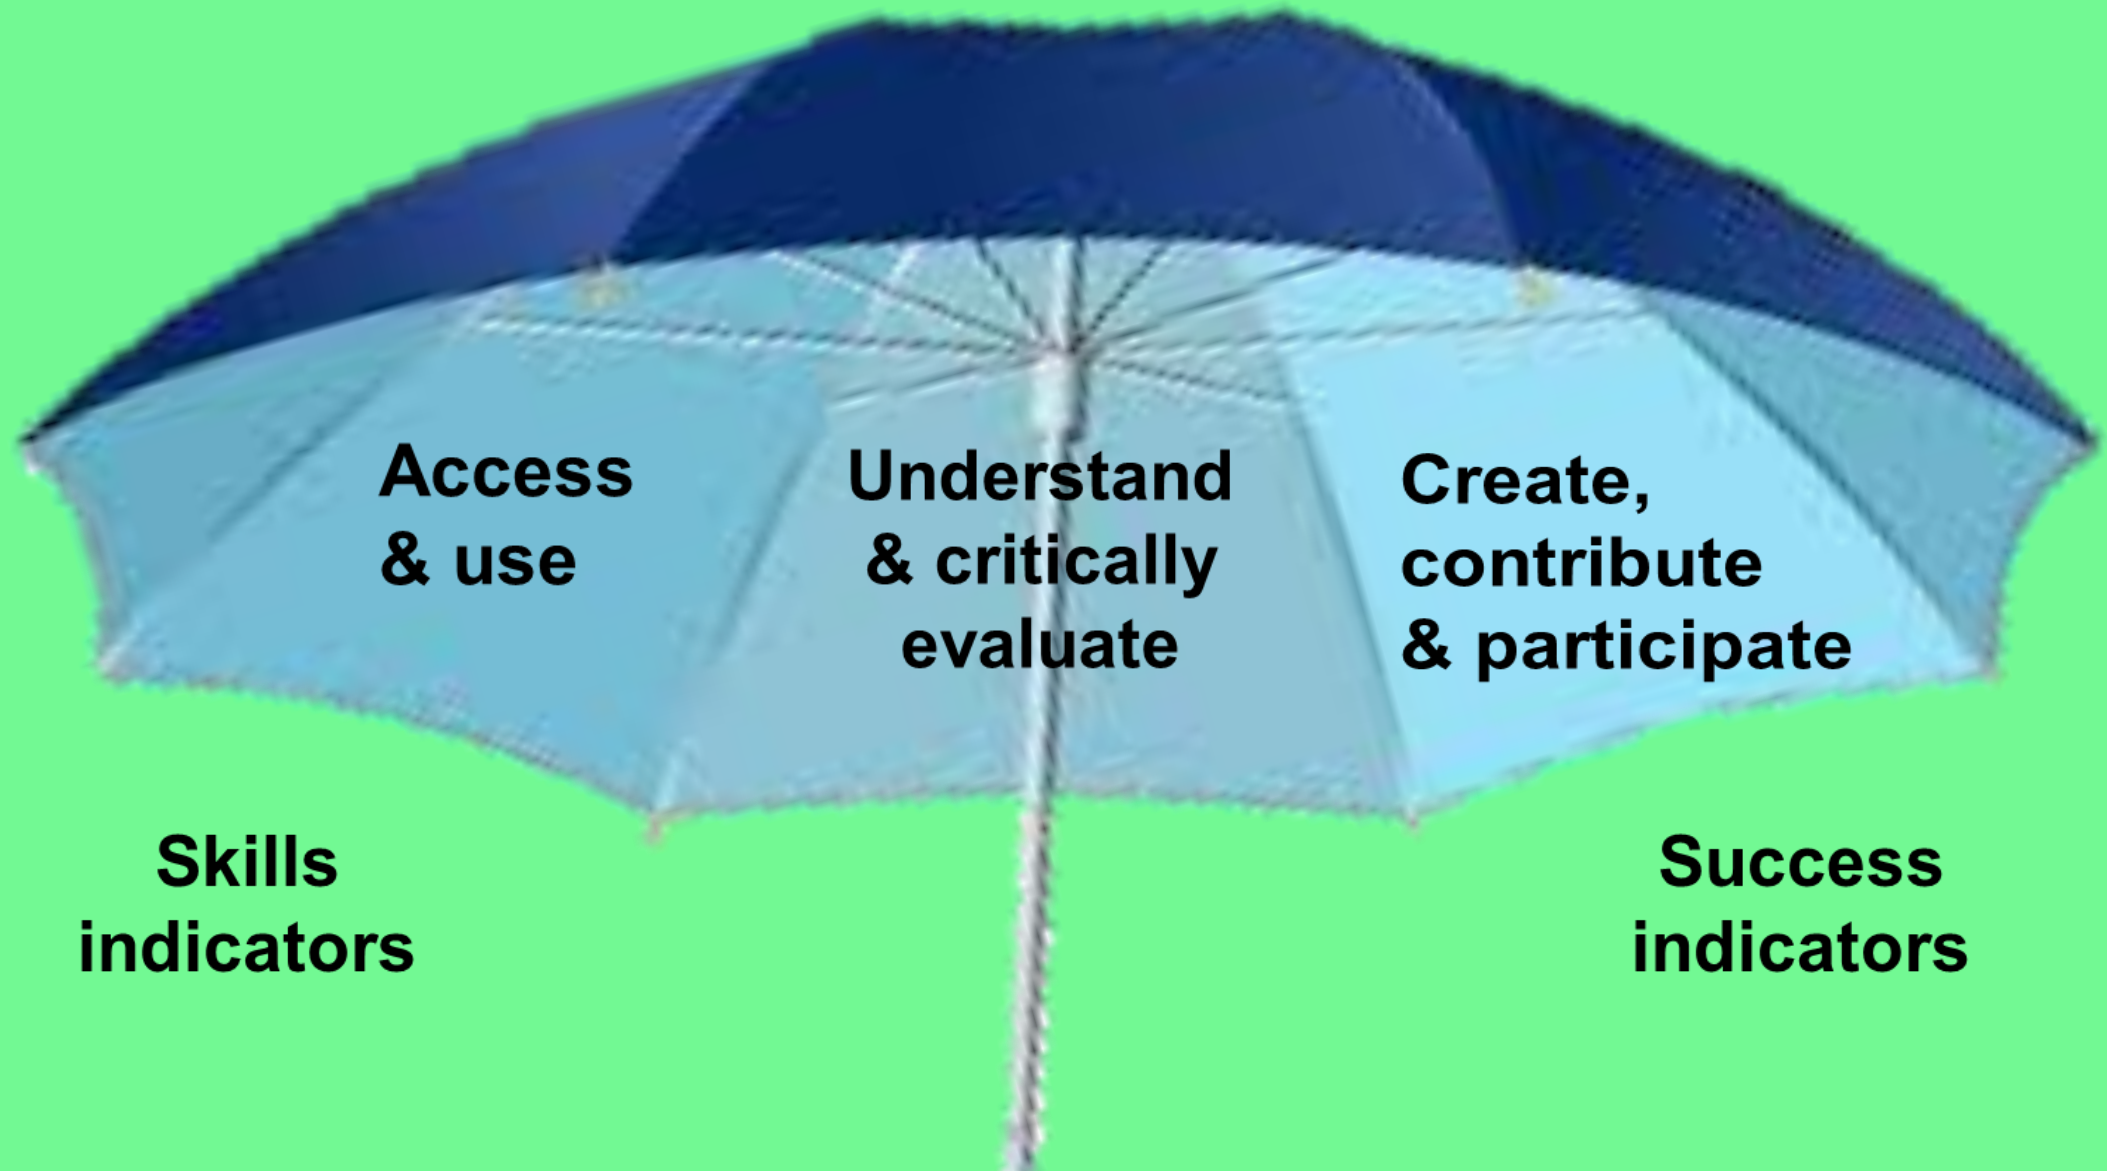 Access
& use
Understand
& critically
evaluate
Create,
contribute
& participate
Skills
indicators
Success
indicators